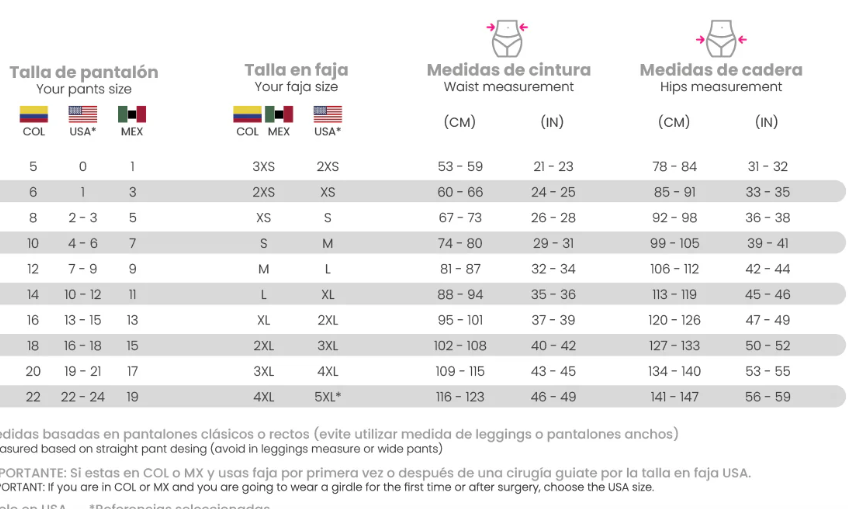 Talla de pantalón Talla en faja Medidas de cintura Medidas de cadera
Your pants size Your faja size Waist measurement Hips measurement
COL USA* MEX COL MEX USA* (CM) (IN) (CM) (IN)
5 0 1 3XS 2XS 53 - 59 21 - 23 78 - 84 31 - 32
6 1 3 2XS XS 60 - 66 24 - 25 85 - 91 33 - 35
8 2 - 3 5 XS S 67 - 73 26 - 28 92 - 98 36 - 38
10 4 - 6 7 S M 74 - 80 29 - 31 99 - 105 39 - 41
12 7 - 9 9 M L 81 - 87 32 - 34 106 - 112 42 - 44
14 10 - 12 11 L XL 88 - 94 35 - 36 113 - 119 45 - 46
16 13 - 15 13 XL 2XL 95 - 101 37 - 39 120 - 126 47 - 49
18 16 - 18 15 2XL 3XL 102 - 108 40 - 42 127 - 133 50 - 52
20 19 - 21 17 3XL 4XL 109 - 115 43 - 45 134 - 140 53 - 55
22 22 - 24 19 4XL 5XL* 116 - 123 46 - 49 141 - 147 56 - 59
edidas basadas en pantalones clásicos o rectos (evite utilizar medida de leggings o pantalones anchos)
asured based on straight pant desing (avoid in leggings measure or wide pants)
PORTANTE: Si estas en COL o MX y usas faja por primera vez o después de una cirugía guiate por la talla en faja USA.
PORTANT: If you are in COL or MX and you are going to wear a girdle for the first time or after surgery, choose the USA size.
olo en USA *Referencias seleccionadas